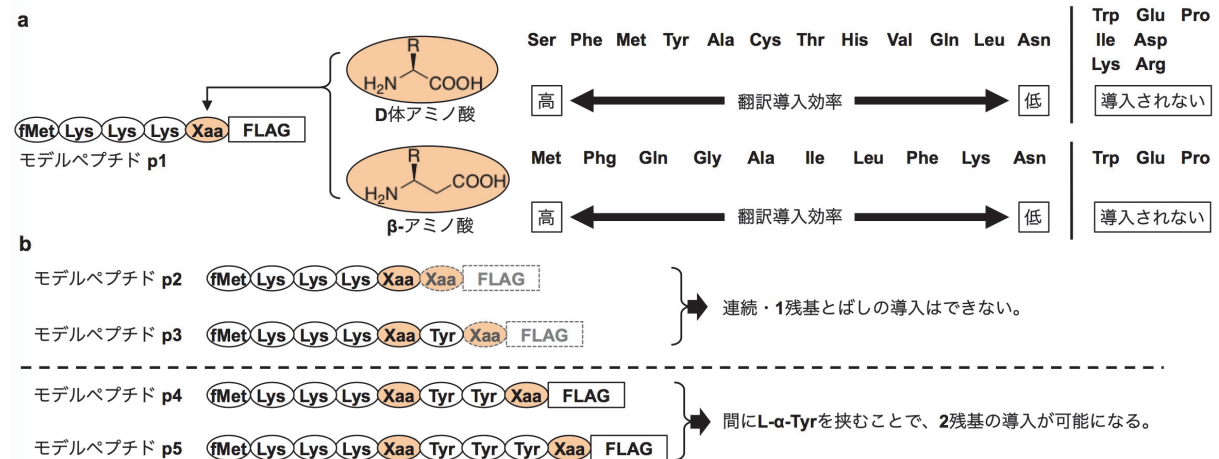 a
Ser Phe Met Tyr Ala Cys Thr His Val Gln Leu Asn
Trp Glu Pro
Ile Asp
Lys Arg
高 翻訳導入効率 低
導入されない
R
H₂N COOH
D体アミノ酸
fMet Lys Lys Lys Xaa FLAG
モデルペプチド p1
Met Phg Gln Gly Ala Ile Leu Phe Lys Asn
Trp Glu Pro
R
H₂N COOH
β-アミノ酸
高 翻訳導入効率 低
導入されない
b
モデルペプチド p2 fMet Lys Lys Lys Xaa Xaa FLAG
連続・1残基とばしの導入はできない。
モデルペプチド p3 fMet Lys Lys Lys Xaa Tyr Xaa FLAG
モデルペプチド p4 fMet Lys Lys Lys Xaa Tyr Tyr Xaa FLAG
間にL-α-Tyrを挟むことで、2残基の導入が可能になる。
モデルペプチド p5 fMet Lys Lys Lys Xaa Tyr Tyr Tyr Xaa FLAG